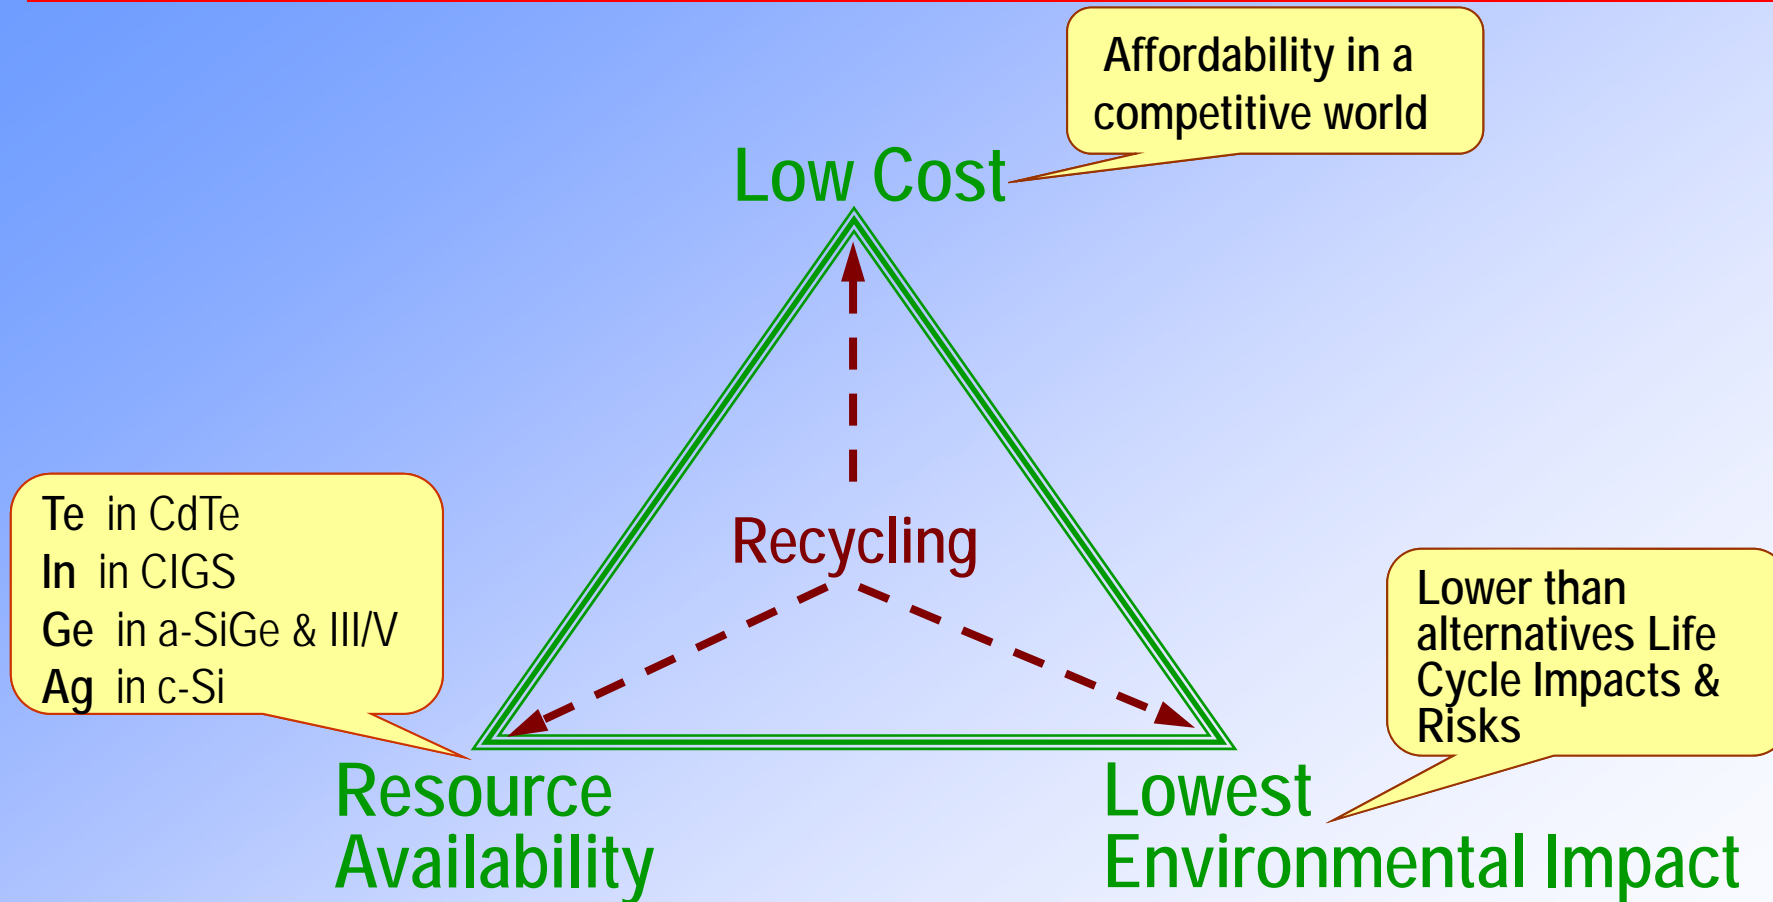 Affordability in a
competitive world
Low Cost
Te in CdTe
In in CIGS
Ge in a-SiGe & III/V
Ag in c-Si
Recycling
Lower than
alternatives Life
Cycle Impacts &
Risks
Resource
Availability
Lowest
Environmental Impact